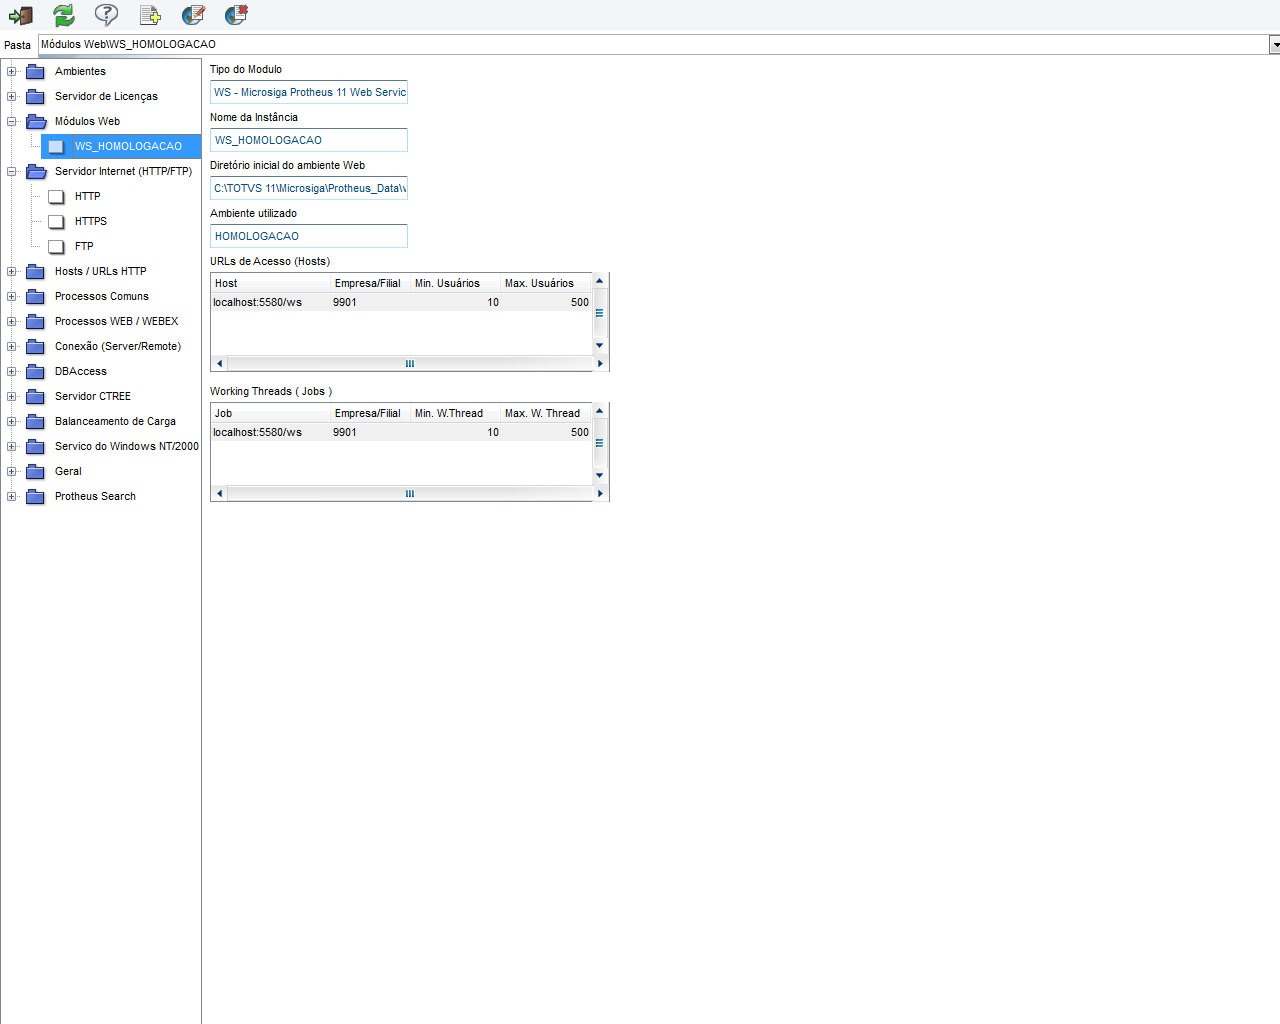 Pasta
Módulos Web\WS_HOMOLOGACAO
Ambientes
Servidor de Licenças
Módulos Web
WS_HOMOLOGACAO
Servidor Internet (HTTP/FTP)
HTTP
HTTPS
FTP
Hosts / URLs HTTP
Processos Comuns
Processos WEB / WEBEX
Conexão (Server/Remote)
DBAccess
Servidor CTREE
Balanceamento de Carga
Servico do Windows NT/2000
Geral
Protheus Search
Tipo do Modulo
WS - Microsiga Protheus 11 Web Servic
Nome da Instância
WS_HOMOLOGACAO
Diretório inicial do ambiente Web
C:\TOTVS 11\Microsiga\Protheus_Data\
Ambiente utilizado
HOMOLOGACAO
URLs de Acesso (Hosts)
Host Empresa/Filial Min. Usuários Max. Usuários
localhost:5580/ws 9901 10 500
Working Threads ( Jobs )
Job Empresa/Filial Min. W.Thread Max. W. Thread
localhost:5580/ws 9901 10 500